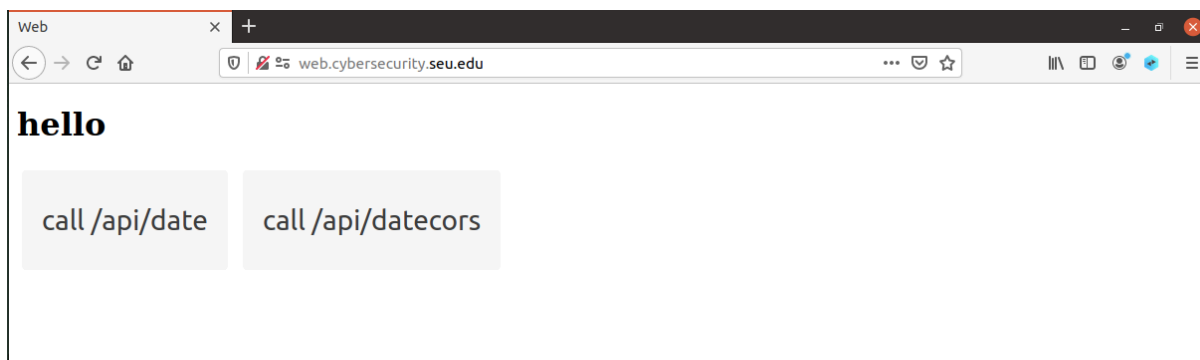 Web
web.cybersecurity.seu.edu
hello
call /api/date call /api/datecors